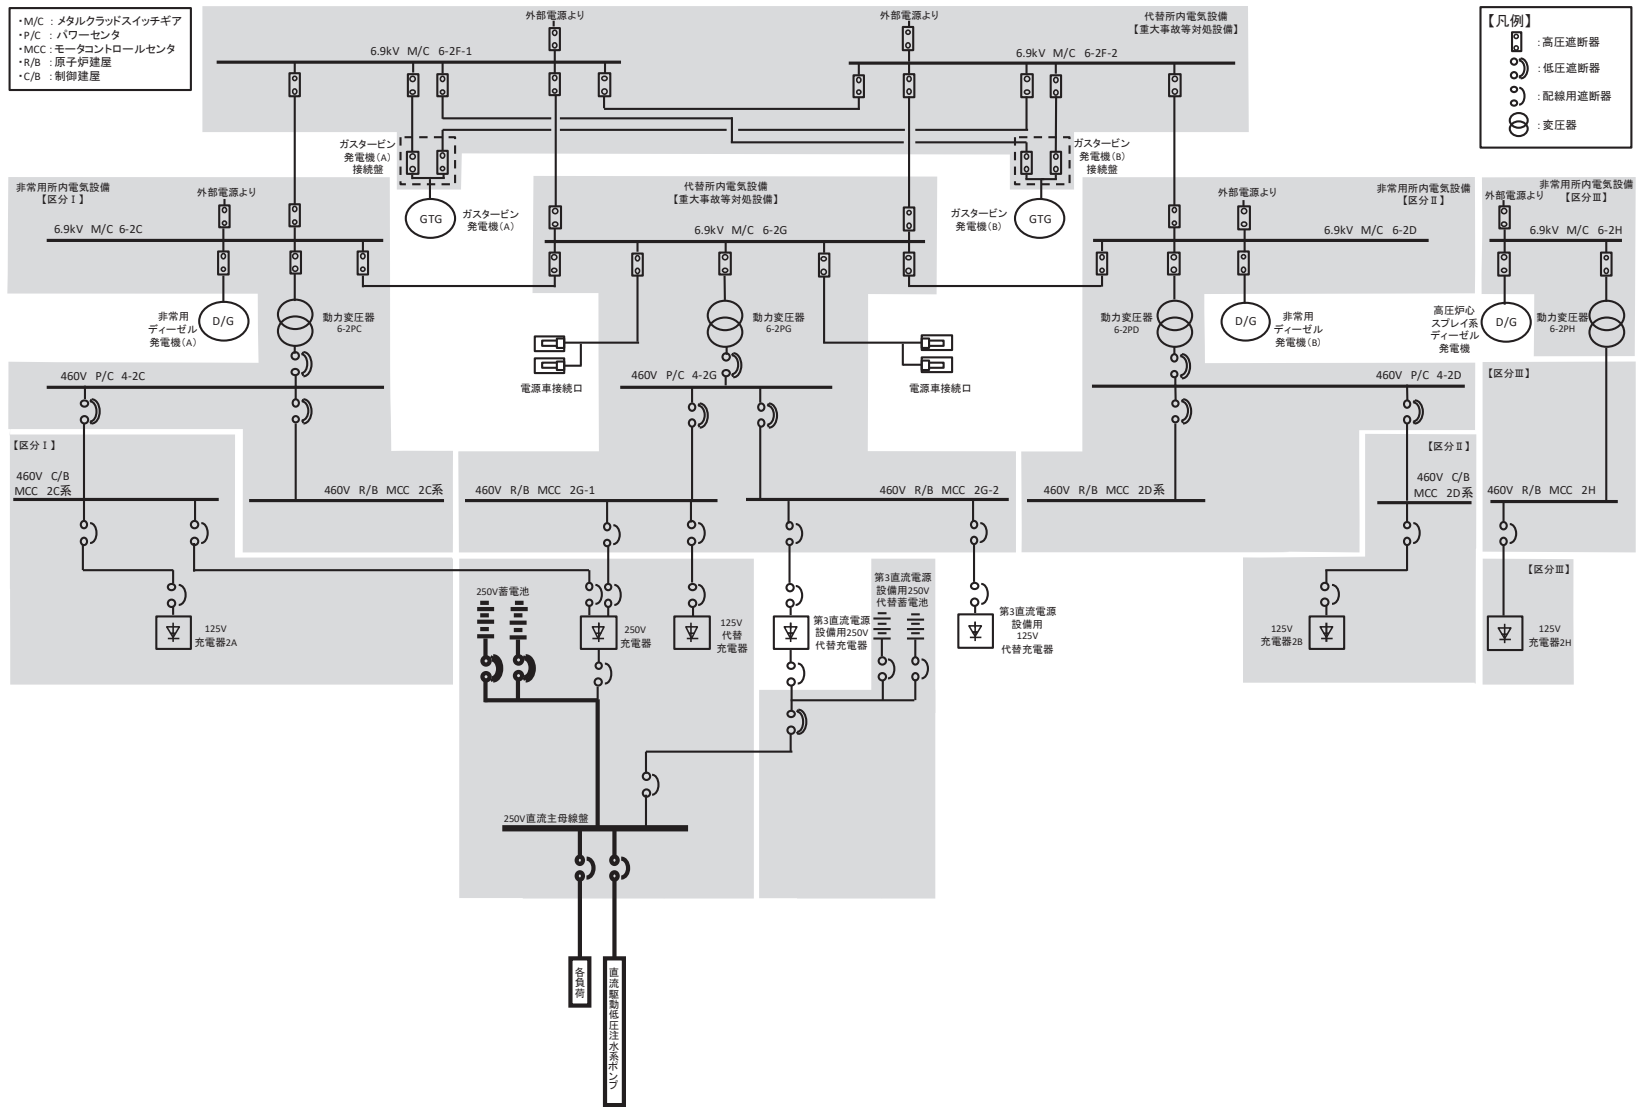 ・M/C : メタルクラッドスイッチギア
・P/C : パワーセンタ
・MCC : モータコントロールセンタ
・R/B : 原子炉建屋
・C/B : 制御建屋
外部電源より
外部電源より
代替所内電気設備
【重大事故等対処設備】
【凡例】
:高圧遮断器
:低圧遮断器
:配線用遮断器
:変圧器
6.9kV M/C 6-2F-1
6.9kV M/C 6-2F-2
ガスタービン
発電機(A)
接続盤
ガスタービン
発電機(B)
接続盤
非常用所内電気設備
【区分Ⅰ】
外部電源より
GTG
ガスタービン
発電機(A)
代替所内電気設備
【重大事故等対処設備】
ガスタービン
発電機(B)
GTG
外部電源より
非常用所内電気設備
【区分Ⅱ】
外部電源より
非常用所内電気設備
【区分Ⅲ】
6.9kV M/C 6-2C
6.9kV M/C 6-2G
6.9kV M/C 6-2D
6.9kV M/C 6-2H
非常用
ディーゼル
発電機(A)
D/G
動力変圧器
6-2PC
動力変圧器
6-2PG
動力変圧器
6-2PD
D/G
非常用
ディーゼル
発電機(B)
高圧炉心
スプレイ系
ディーゼル
発電機
D/G
動力変圧器
6-2PH
460V P/C 4-2C
電源車接続口
460V P/C 4-2G
電源車接続口
460V P/C 4-2D
【区分Ⅲ】
【区分Ⅰ】
【区分Ⅱ】
460V C/B
MCC 2C系
460V R/B MCC 2C系
460V R/B MCC 2G-1
460V R/B MCC 2G-2
460V R/B MCC 2D系
460V C/B
MCC 2D系
460V R/B MCC 2H
【区分Ⅲ】
250V蓄電池
第3直流電源
設備用250V
代替蓄電池
125V
充電器2A
250V
充電器
125V
代替
充電器
第3直流電源
設備用250V
代替充電器
第3直流電源
設備用
125V
代替充電器
125V
充電器2B
125V
充電器2H
250V直流主母線盤
各負荷
直流駆動低圧注水系ポンプ